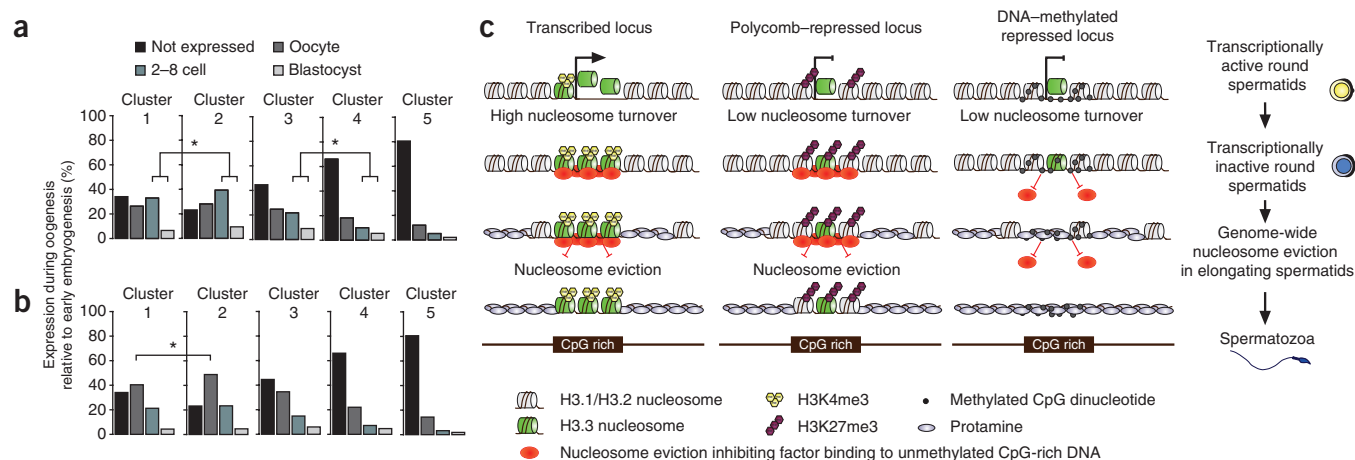 a
Not expressed
Oocyte
2–8 cell
Blastocyst
Expression during oogenesis
relative to early embryogenesis (%)
Cluster Cluster Cluster Cluster Cluster
1 2 3 4 5
100
80
60
40
20
0
*
*
b
Cluster Cluster Cluster Cluster Cluster
1 2 3 4 5
100
80
60
40
20
0
*
c
Transcribed locus
Polycomb–repressed locus
DNA–methylated
repressed locus
High nucleosome turnover
Low nucleosome turnover
Low nucleosome turnover
Nucleosome eviction
Nucleosome eviction
CpG rich
CpG rich
CpG rich
Transcriptionally
active round
spermatids
Transcriptionally
inactive round
spermatids
Genome-wide
nucleosome eviction
in elongating spermatids
Spermatozoa
H3.1/H3.2 nucleosome
H3K4me3
Methylated CpG dinucleotide
H3.3 nucleosome
H3K27me3
Protamine
Nucleosome eviction inhibiting factor binding to unmethylated CpG-rich DNA